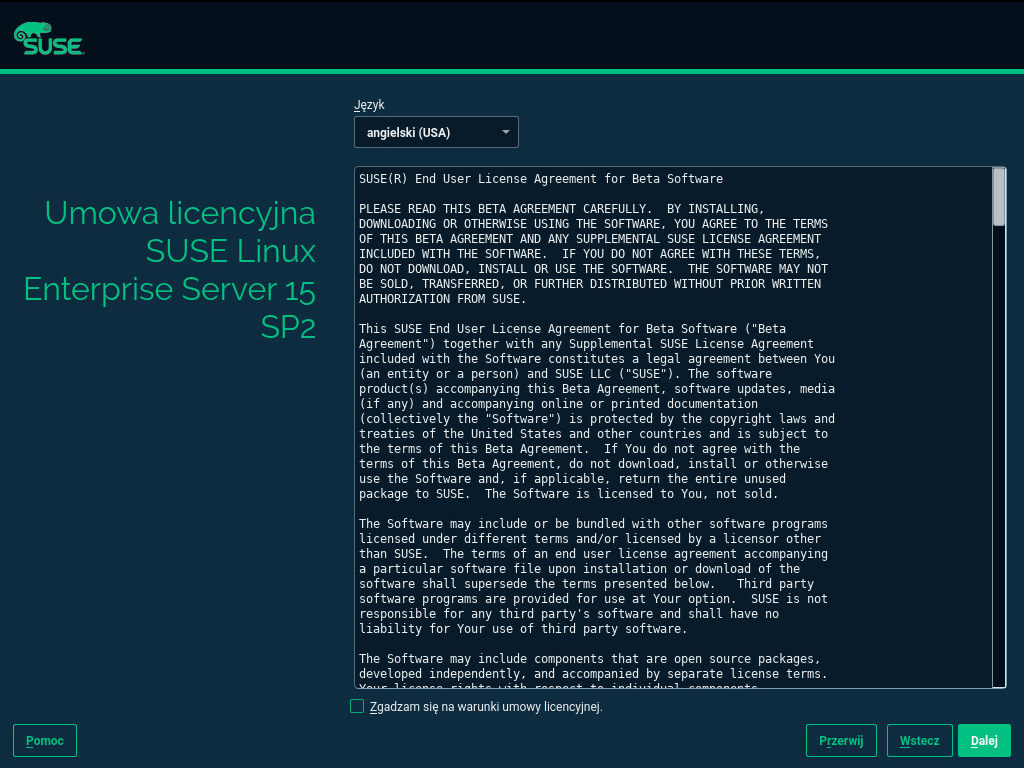 SUSE
Język
angielski (USA)
Umowa licencyjna
SUSE Linux
Enterprise Server 15
SP2
SUSE(R) End User License Agreement for Beta Software
PLEASE READ THIS BETA AGREEMENT CAREFULLY.  BY INSTALLING,
DOWNLOADING OR OTHERWISE USING THE SOFTWARE, YOU AGREE TO THE TERMS
OF THIS BETA AGREEMENT AND ANY SUPPLEMENTAL SUSE LICENSE AGREEMENT
INCLUDED WITH THE SOFTWARE.  IF YOU DO NOT AGREE WITH THESE TERMS,
DO NOT DOWNLOAD, INSTALL OR USE THE SOFTWARE.  THE SOFTWARE MAY NOT
BE SOLD, TRANSFERRED, OR FURTHER DISTRIBUTED WITHOUT PRIOR WRITTEN
AUTHORIZATION FROM SUSE.
This SUSE End User License Agreement for Beta Software ("Beta
Agreement") together with any Supplemental SUSE License Agreement
included with the Software constitutes a legal agreement between You
(an entity or a person) and SUSE LLC ("SUSE"). The software
product(s) accompanying this Beta Agreement, software updates, media
(if any) and accompanying online or printed documentation
(collectively the "Software") is protected by the copyright laws and
treaties of the United States and other countries and is subject to
the terms of this Beta Agreement.  If You do not agree with the
terms of this Beta Agreement, do not download, install or otherwise
use the Software and, if applicable, return the entire unused
package to SUSE.  The Software is licensed to You, not sold.
The Software may include or be bundled with other software programs
licensed under different terms and/or licensed by a licensor other
than SUSE.  The terms of an end user license agreement accompanying
a particular software file upon installation or download of the
software shall supersede the terms presented below.   Third party
software programs are provided for use at Your option.  SUSE is not
responsible for any third party's software and shall have no
liability for Your use of third party software.
The Software may include components that are open source packages,
developed independently, and accompanied by separate license terms.
Your license rights with respect to individual components
Zgadzam się na warunki umowy licencyjnej.
Pomoc
Przerwij
Wstecz
Dalej